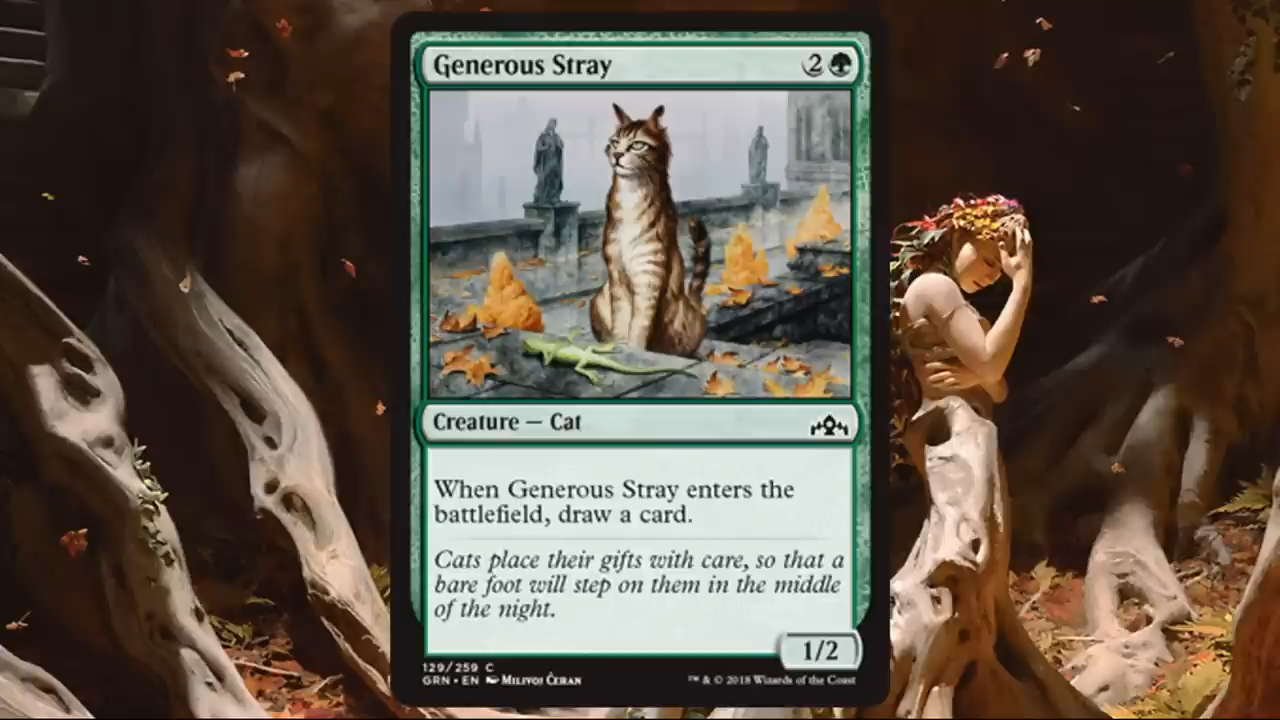 Generous Stray 2
Creature — Cat
When Generous Stray enters the
battlefield, draw a card.
Cats place their gifts with care, so that a
bare foot will step on them in the middle
of the night.
1/2
129/259 C
GRN • EN Milivoj Ćeran
™ & © 2018 Wizards of the Coast